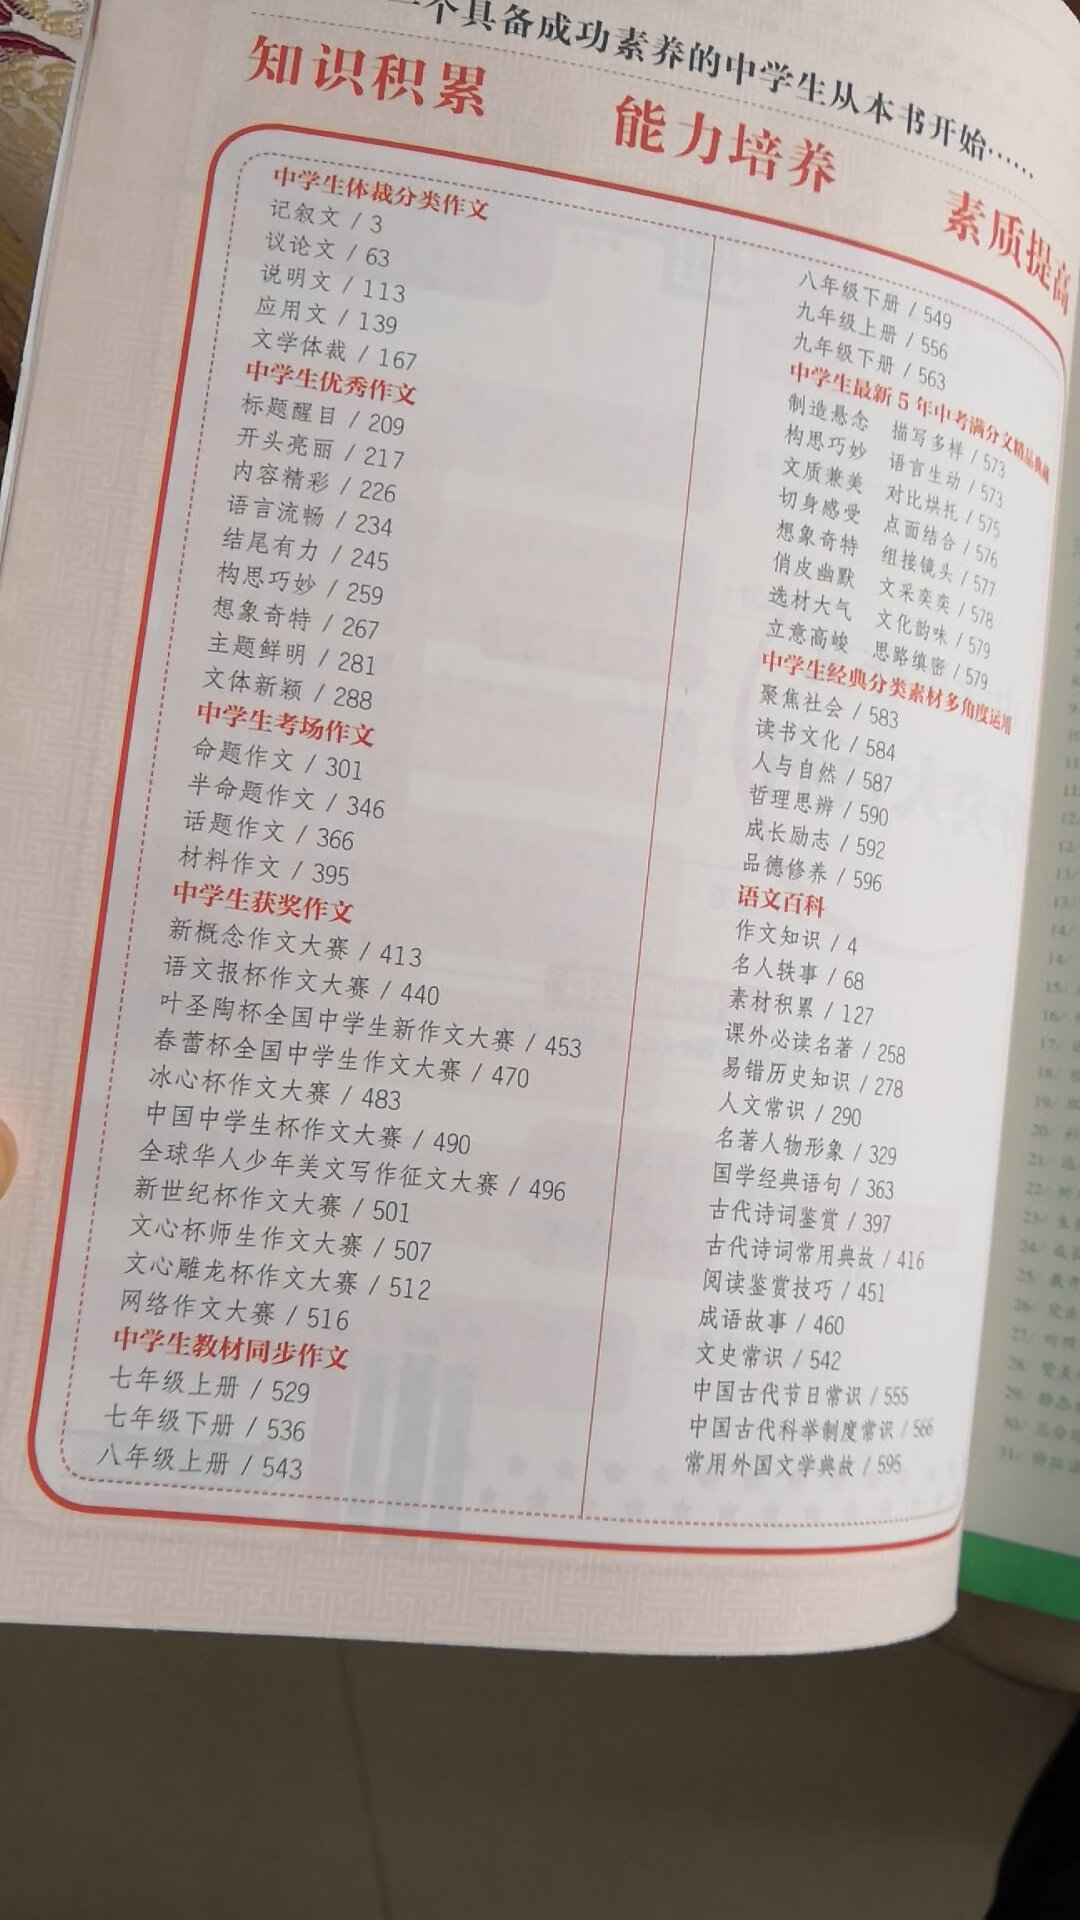 个具备成功素养的中学生从本书开始……
知识积累 能力培养 素质提高
中学生体裁分类作文
记叙文 / 3
议论文 / 63
说明文 / 113
应用文 / 139
文学体裁 / 167
中学生优秀作文
标题醒目 / 209
开头亮丽 / 217
内容精彩 / 226
语言流畅 / 234
结尾有力 / 245
构思巧妙 / 259
想象奇特 / 267
主题鲜明 / 281
文体新颖 / 288
中学生考场作文
命题作文 / 301
半命题作文 / 346
话题作文 / 366
材料作文 / 395
中学生获奖作文
新概念作文大赛 / 413
语文报杯作文大赛 / 440
叶圣陶杯全国中学生新作文大赛 / 453
春蕾杯全国中学生作文大赛 / 470
冰心杯作文大赛 / 483
中国中学生杯作文大赛 / 490
全球华人少年美文写作征文大赛 / 496
新世纪杯作文大赛 / 501
文心杯师生作文大赛 / 507
文心雕龙杯作文大赛 / 512
网络作文大赛 / 516
中学生教材同步作文
七年级上册 / 529
七年级下册 / 536
八年级上册 / 543
八年级下册 / 549
九年级上册 / 556
九年级下册 / 563
中学生最新5年中考满分文精品典藏
制造悬念 描写多样 / 573
构思巧妙 语言生动 / 573
文质兼美 对比烘托 / 575
切身感受 点面结合 / 576
想象奇特 组接镜头 / 577
俏皮幽默 文采奕奕 / 578
选材大气 文化韵味 / 579
立意高峻 思路缜密 / 579
中学生经典分类素材多角度运用
聚焦社会 / 583
读书文化 / 584
人与自然 / 587
哲理思辨 / 590
成长励志 / 592
品德修养 / 596
语文百科
作文知识 / 4
名人轶事 / 68
素材积累 / 127
课外必读名著 / 258
易错历史知识 / 278
人文常识 / 290
名著人物形象 / 329
国学经典语句 / 363
古代诗词鉴赏 / 397
古代诗词常用典故 / 416
阅读鉴赏技巧 / 451
成语故事 / 460
文史常识 / 542
中国古代节日常识 / 555
中国古代科举制度常识 / 566
常用外国文学典故 / 595